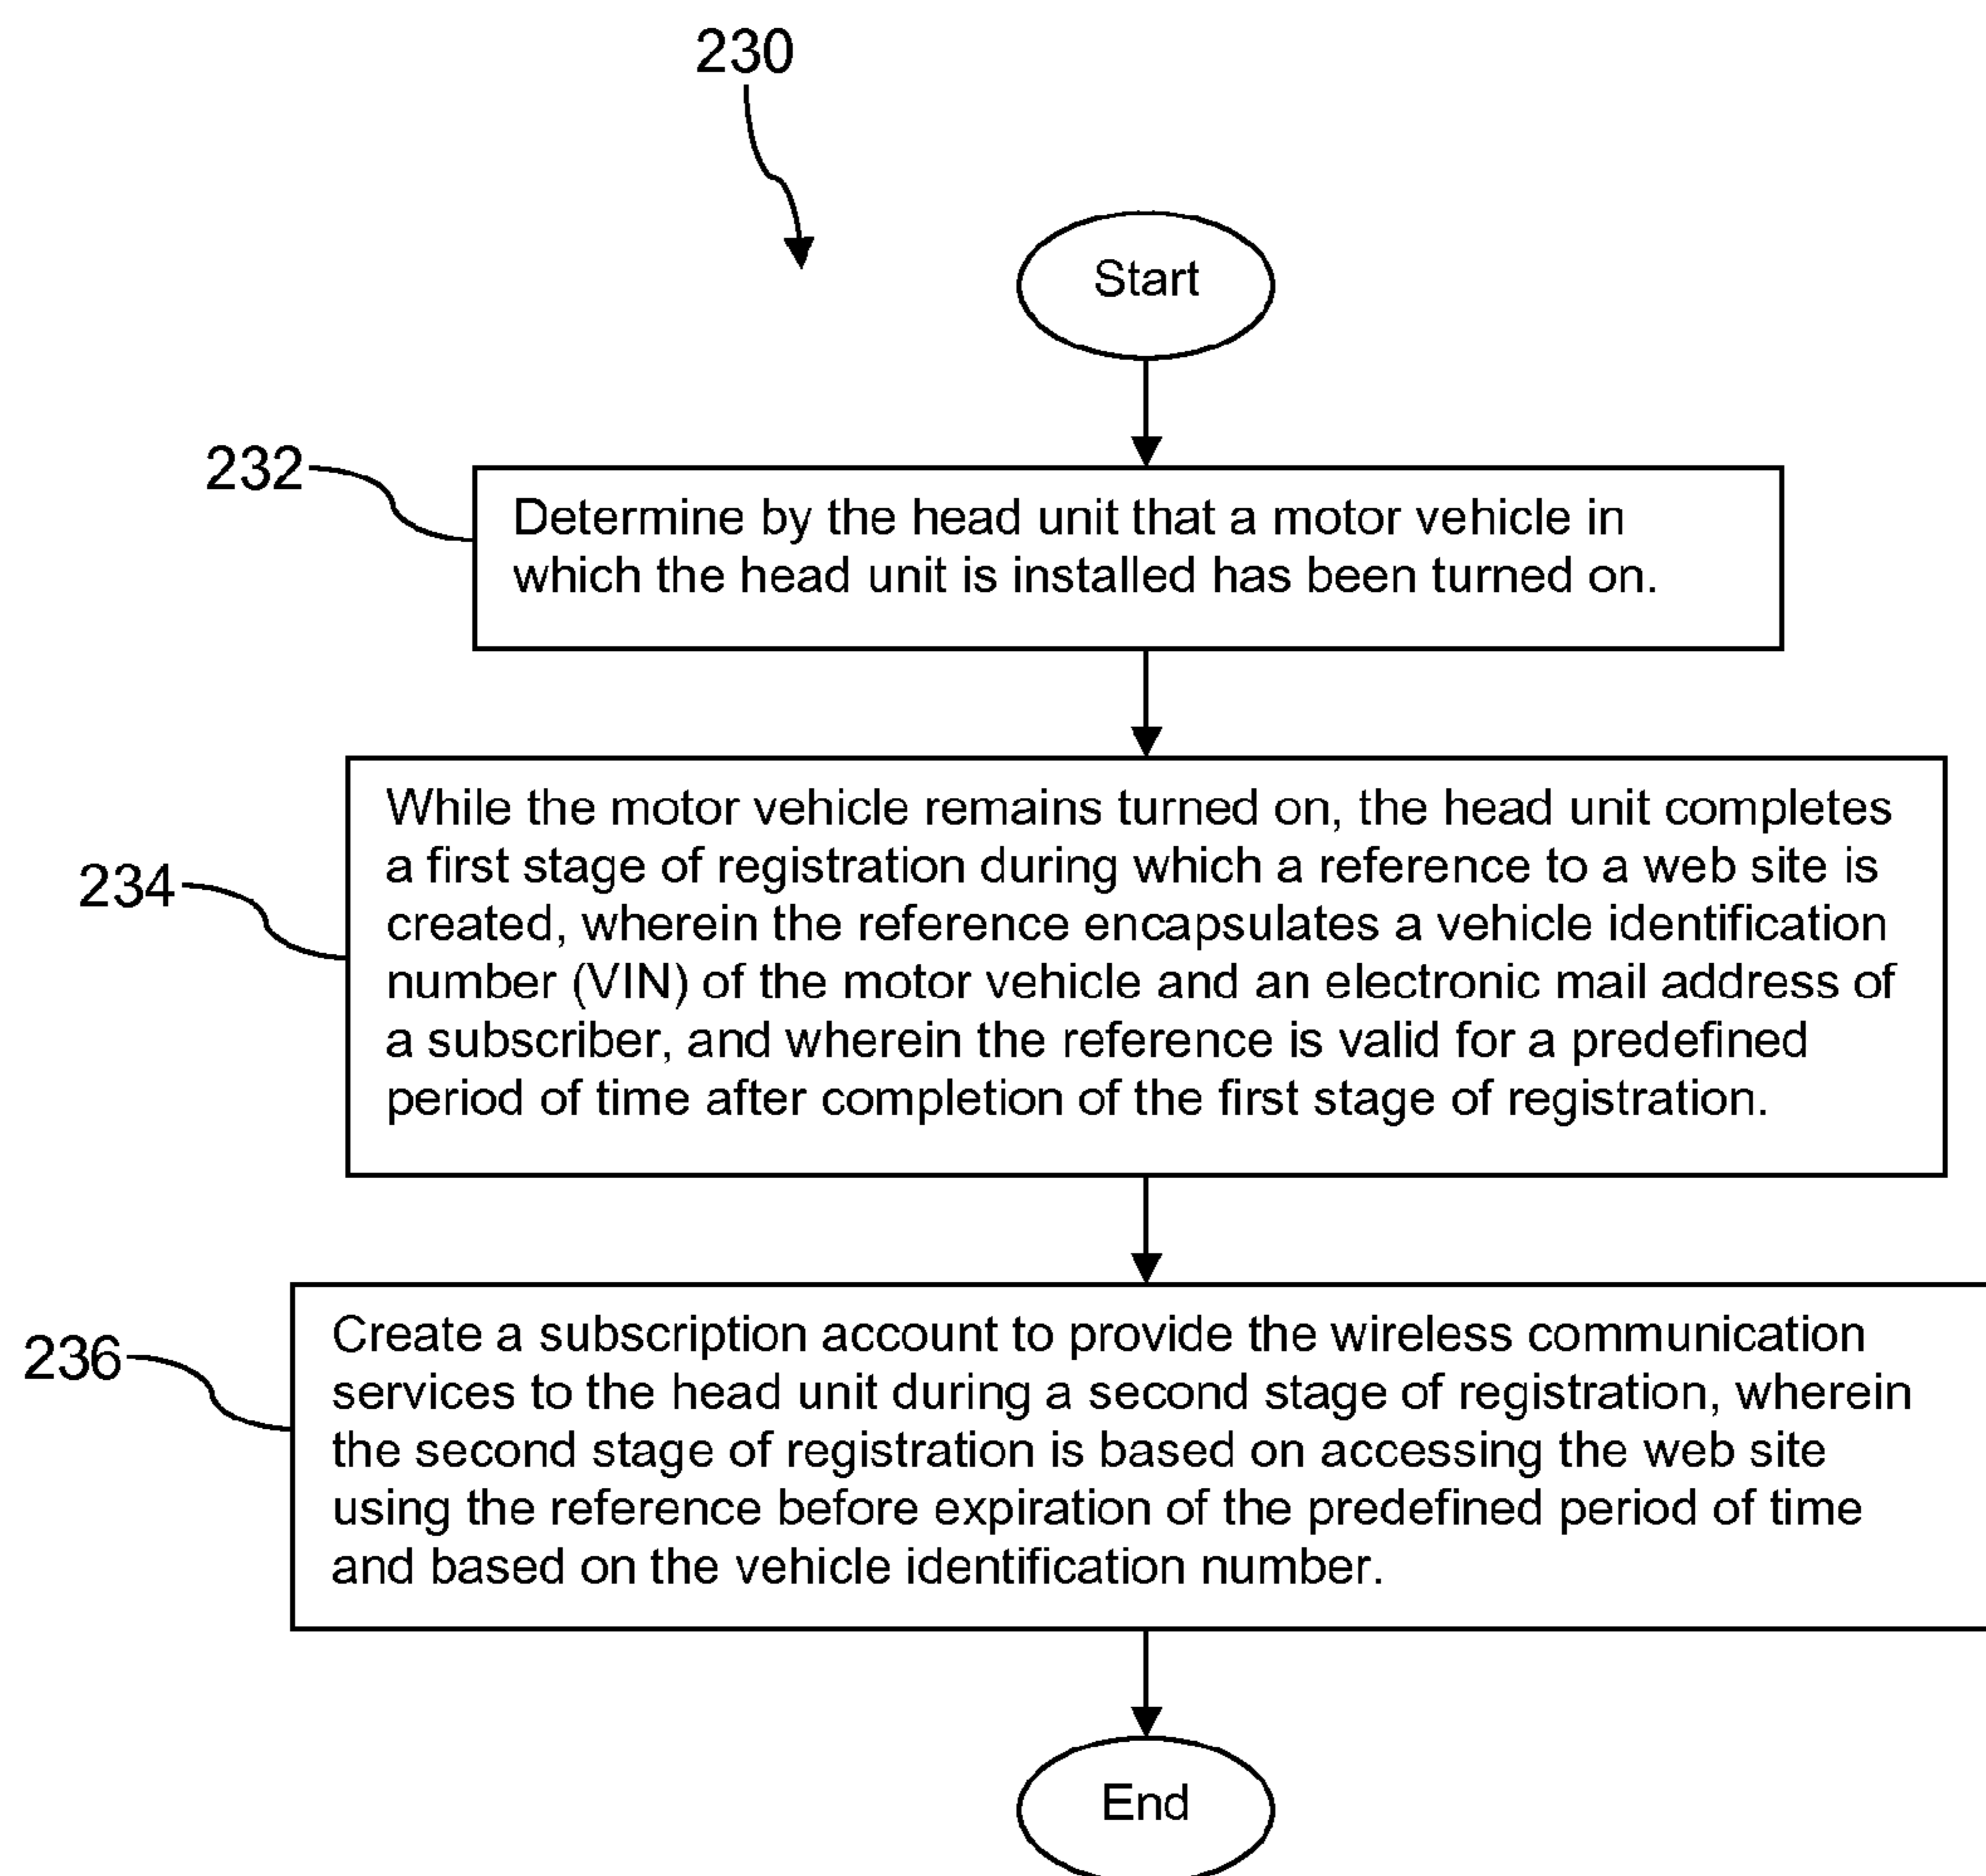 230
Start
232
Determine by the head unit that a motor vehicle in
which the head unit is installed has been turned on.
234
While the motor vehicle remains turned on, the head unit completes
a first stage of registration during which a reference to a web site is
created, wherein the reference encapsulates a vehicle identification
number (VIN) of the motor vehicle and an electronic mail address of
a subscriber, and wherein the reference is valid for a predefined
period of time after completion of the first stage of registration.
236
Create a subscription account to provide the wireless communication
services to the head unit during a second stage of registration, wherein
the second stage of registration is based on accessing the web site
using the reference before expiration of the predefined period of time
and based on the vehicle identification number.
End